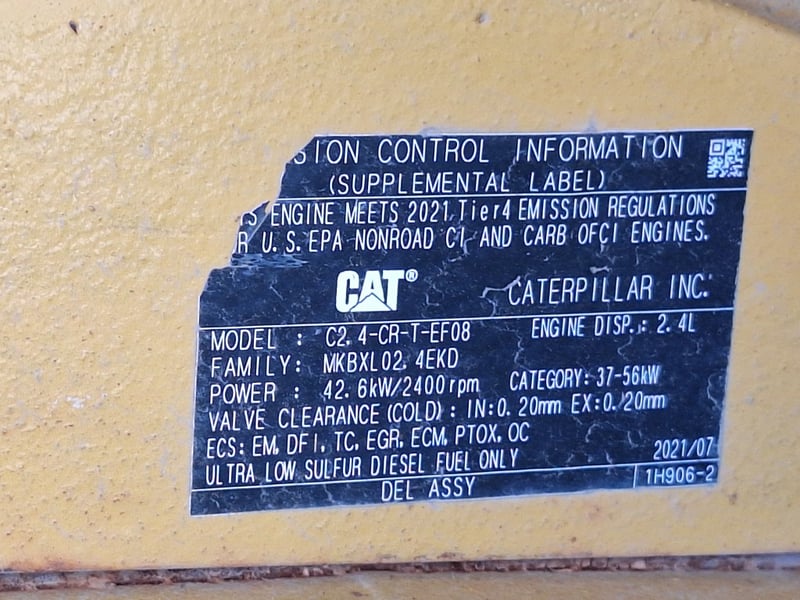 SION CONTROL INFORMATION
(SUPPLEMENTAL LABEL)
IS ENGINE MEETS 2021 Tier4 EMISSION REGULATIONS
R U.S. EPA NONROAD CI AND CARB OFCI ENGINES.
CAT® CATERPILLAR INC.
MODEL : C2.4-CR-T-EF08 ENGINE DISP.: 2.4L
FAMILY: MKBXL02.4EKD
POWER : 42.6kW/2400rpm CATEGORY: 37-56kW
VALVE CLEARANCE (COLD) : IN:0.20mm EX:0.20mm
ECS: EM, DFI, TC, EGR, ECM, PTOX, OC
ULTRA LOW SULFUR DIESEL FUEL ONLY 2021/07
DEL ASSY 1H906-2